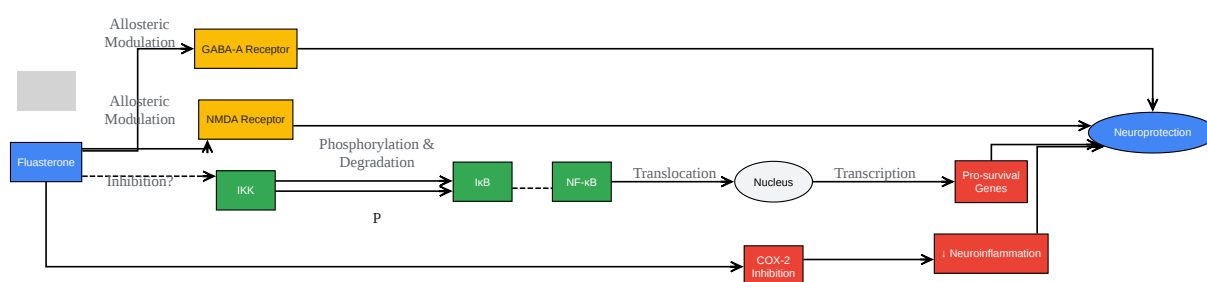 Allosteric
Modulation
GABA-A Receptor
Allosteric
Modulation
NMDA Receptor
Neuroprotection
Fluasterone
Phosphorylation &
Degradation
Inhibition?
IKK
IκB
NF-κB
Translocation
Nucleus
Transcription
Pro-survival
Genes
P
COX-2
Inhibition
↓ Neuroinflammation